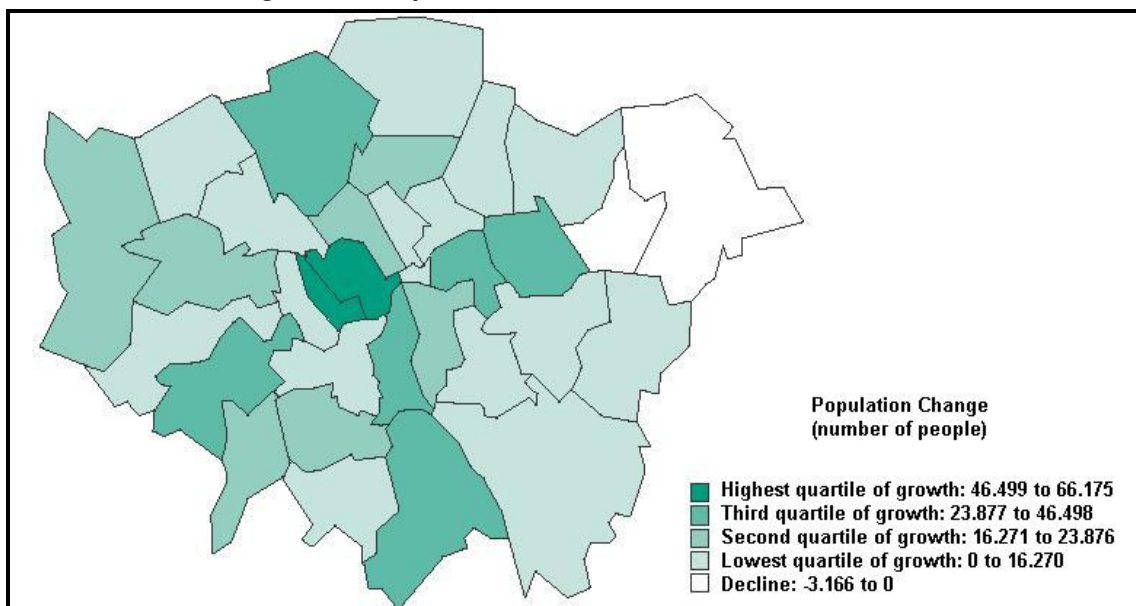 Population Change
(number of people)
Highest quartile of growth: 46.499 to 66.175
Third quartile of growth: 23.877 to 46.498
Second quartile of growth: 16.271 to 23.876
Lowest quartile of growth: 0 to 16.270
Decline: -3.166 to 0